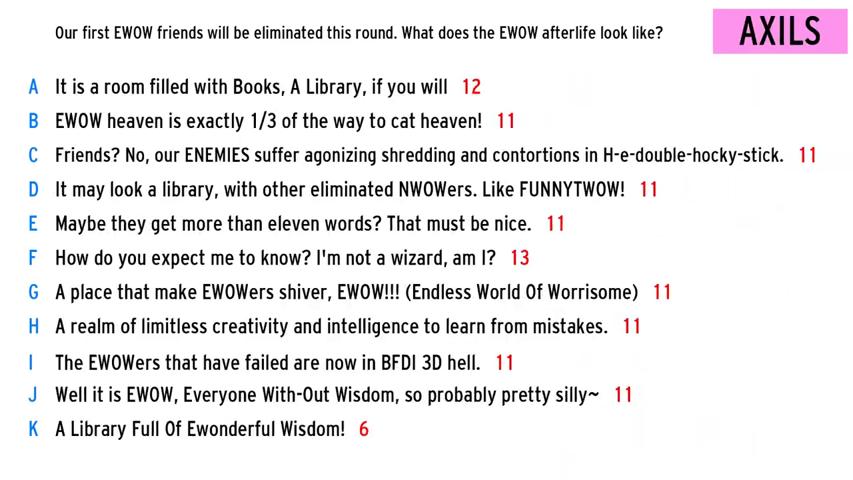 Our first EWOW friends will be eliminated this round. What does the EWOW afterlife look like?
AXILS
A It is a room filled with Books, A Library, if you will 12
B EWOW heaven is exactly 1/3 of the way to cat heaven! 11
C Friends? No, our ENEMIES suffer agonizing shredding and contortions in H-e-double-hocky-stick. 11
D It may look a library, with other eliminated NWOWers. Like FUNNYTWOW! 11
E Maybe they get more than eleven words? That must be nice. 11
F How do you expect me to know? I'm not a wizard, am I? 13
G A place that make EWOWers shiver, EWOW!!! (Endless World Of Worrisome) 11
H A realm of limitless creativity and intelligence to learn from mistakes. 11
I The EWOWers that have failed are now in BFDI 3D hell. 11
J Well it is EWOW, Everyone With-Out Wisdom, so probably pretty silly~ 11
K A Library Full Of Ewonderful Wisdom! 6